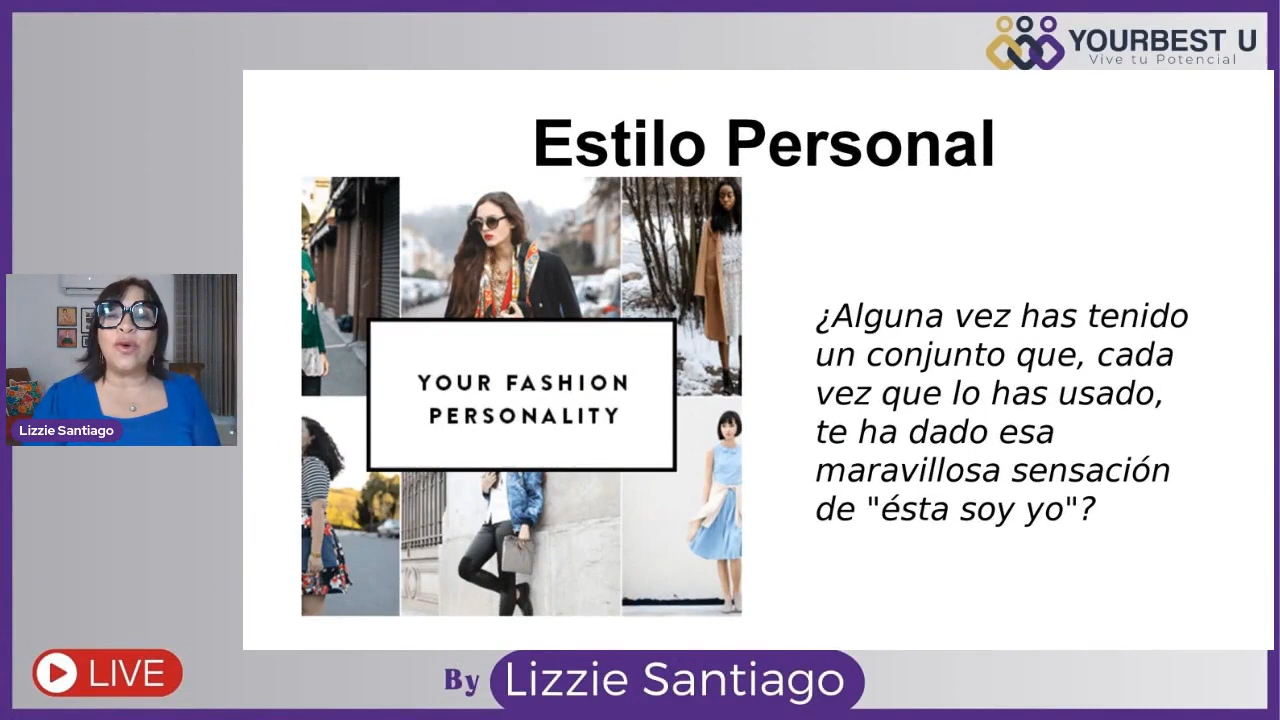 YOURBEST U
Vive tu Potencial
Estilo Personal
YOUR FASHION
PERSONALITY
¿Alguna vez has tenido
un conjunto que, cada
vez que lo has usado,
te ha dado esa
maravillosa sensación
de "ésta soy yo"?
Lizzie Santiago
LIVE
By Lizzie Santiago